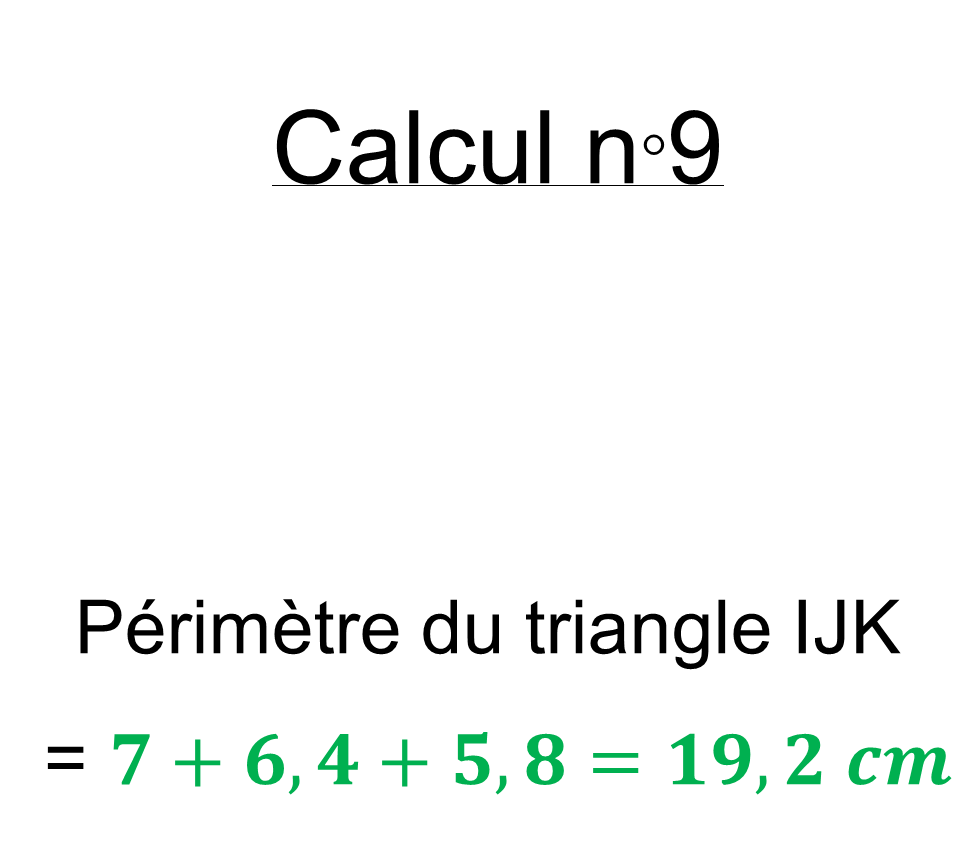 Calcul n°9
Périmètre du triangle IJK
= 7 + 6,4 + 5,8 = 19,2 cm